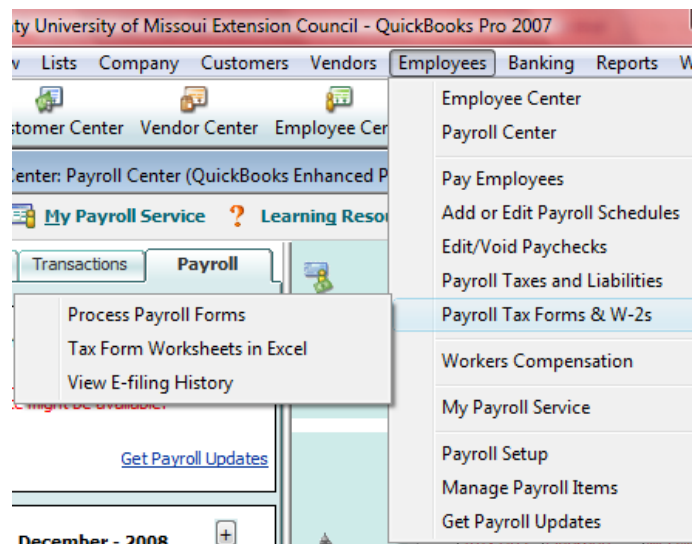 ty University of Missoui Extension Council - QuickBooks Pro 2007
Lists Company Customers Vendors Employees Banking Reports
stomer Center Vendor Center Employee Cen
Center: Payroll Center (QuickBooks Enhanced P
My Payroll Service ? Learning Resou
Transactions Payroll
Process Payroll Forms
Tax Form Worksheets in Excel
View E-filing History
might be available.
Get Payroll Updates
December - 2008 +
Employee Center
Payroll Center
Pay Employees
Add or Edit Payroll Schedules
Edit/Void Paychecks
Payroll Taxes and Liabilities
Payroll Tax Forms & W-2s
Workers Compensation
My Payroll Service
Payroll Setup
Manage Payroll Items
Get Payroll Updates